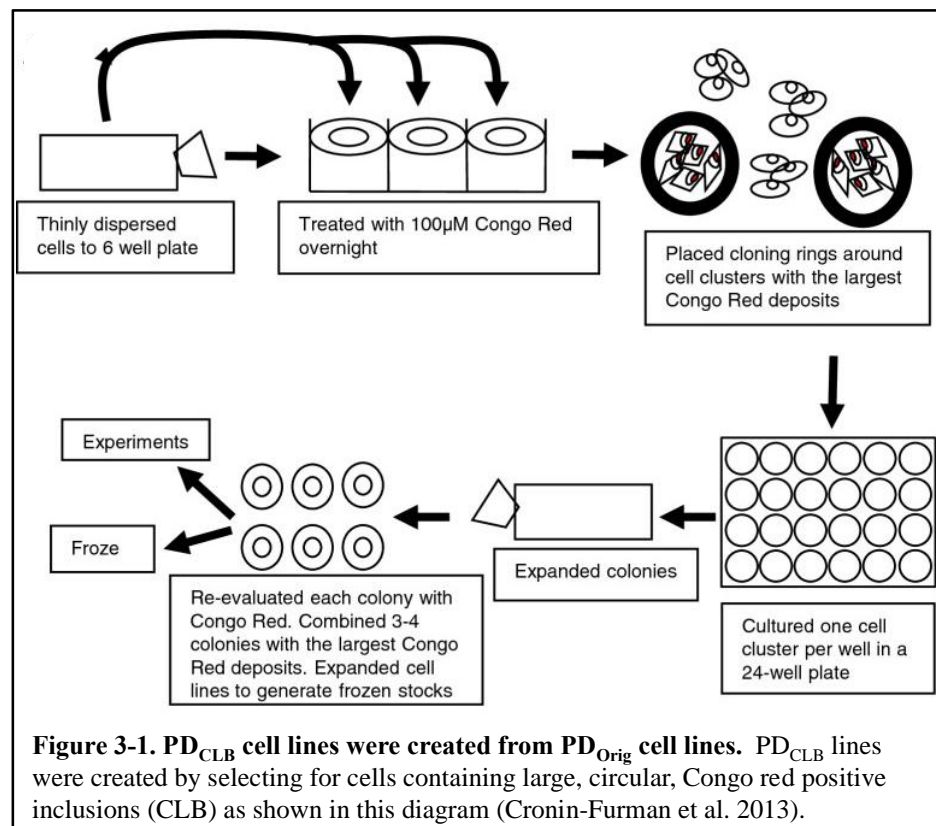 Thinly dispersed
cells to 6 well plate
Treated with 100µM Congo Red
overnight
Placed cloning rings around
cell clusters with the largest
Congo Red deposits
Cultured one cell
cluster per well in a
24-well plate
Expanded colonies
Re-evaluated each colony with
Congo Red. Combined 3-4
colonies with the largest Congo
Red deposits. Expanded cell
lines to generate frozen stocks
Experiments
Froze
Figure 3-1. PDCLB cell lines were created from PDOrig cell lines. PDCLB lines
were created by selecting for cells containing large, circular, Congo red positive
inclusions (CLB) as shown in this diagram (Cronin-Furman et al. 2013).